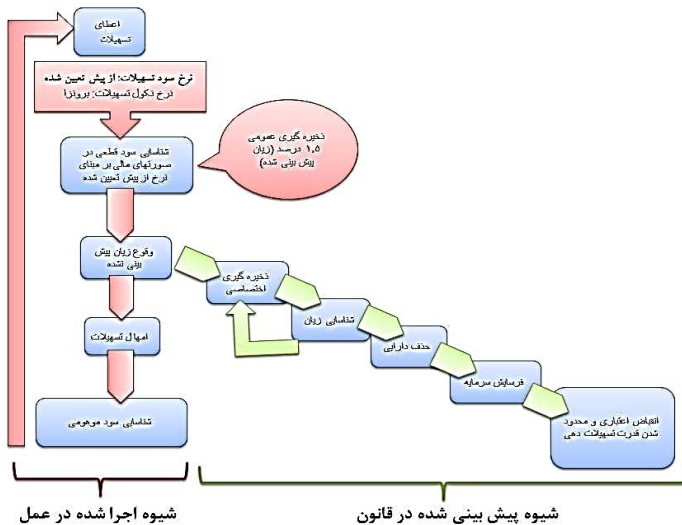 اعطای
تسهیلات
نرخ سود تسهیلات: از پیش تعیین شده
نرخ نکول تسهیلات: برونزا
ذخیره گیری عمومی
۱,۵ درصد (زیان
پیش بینی شده)
شناسایی سود قطعی در
صورتهای مالی بر مبنای
نرخ از پیش تعیین شده
وقوع زیان پیش
بینی نشده
ذخیره گیری
اختصاصی
شناسایی زیان
حذف دارایی
فرسایش سرمایه
انقباض اعتباری و محدود
شدن قدرت تسهیلات دهی
امهال تسهیلات
شناسایی سود موهومی
شیوه اجرا شده در عمل
شیوه پیش بینی شده در قانون